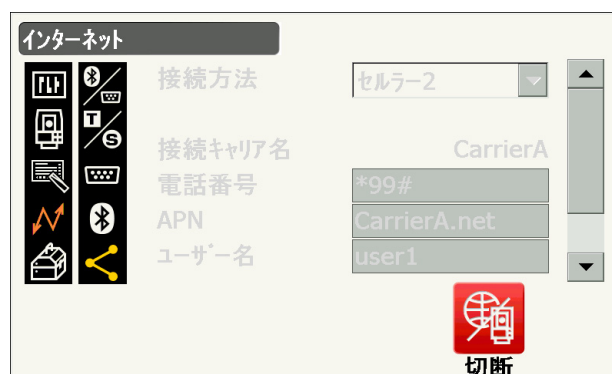 インターネット
接続方法 セルラー2
接続キャリア名 CarrierA
電話番号 *99#
APN CarrierA.net
ユーザー名 user1
T/S
切断